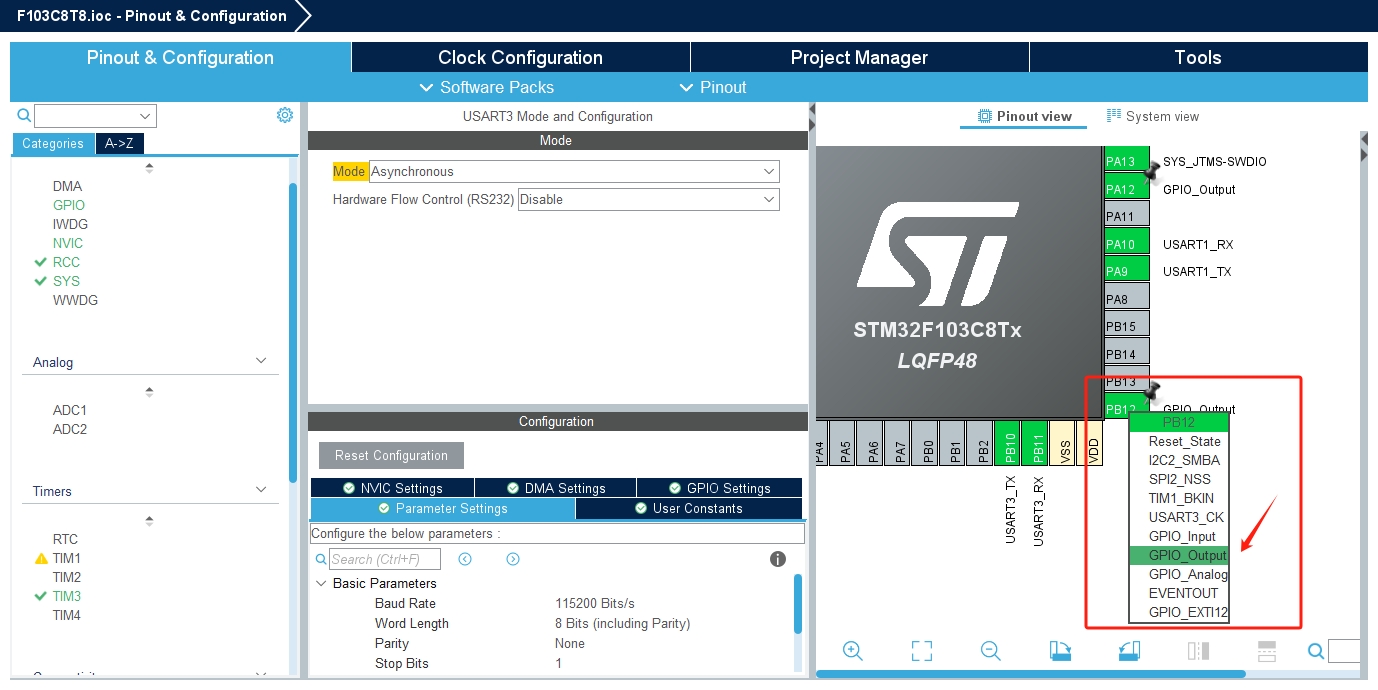 F103C8T8.ioc - Pinout & Configuration
Pinout & Configuration
Clock Configuration
Project Manager
Tools
Software Packs
Pinout
Categories
A->Z
DMA
GPIO
IWDG
NVIC
RCC
SYS
WWDG
Analog
ADC1
ADC2
Timers
RTC
TIM1
TIM2
TIM3
TIM4
USART3 Mode and Configuration
Mode
Mode Asynchronous
Hardware Flow Control (RS232) Disable
Configuration
Reset Configuration
NVIC Settings
DMA Settings
GPIO Settings
Parameter Settings
User Constants
Configure the below parameters :
Search (Ctrl+F)
Basic Parameters
Baud Rate 115200 Bits/s
Word Length 8 Bits (including Parity)
Parity None
Stop Bits 1
Pinout view
System view
ST
STM32F103C8Tx
LQFP48
PA13 SYS_JTMS-SWDIO
PA12 GPIO_Output
PA11
PA10 USART1_RX
PA9 USART1_TX
PA8
PB15
PB14
PB13
PB12 GPIO_Output
PA4
PA5
PA6
PA7
PB0
PB1
PB2
PB10
PB11
VSS
VDD
USART3_TX
USART3_RX
PB12
Reset_State
I2C2_SMBA
SPI2_NSS
TIM1_BKIN
USART3_CK
GPIO_Input
GPIO_Output
GPIO_Analog
EVENTOUT
GPIO_EXTI12